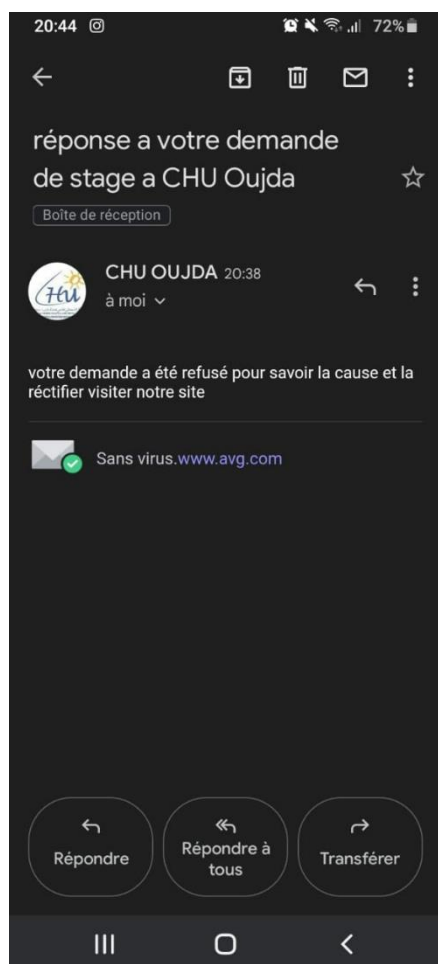 20:44 72%
réponse a votre demande
de stage a CHU Oujda
Boîte de réception
CHU OUJDA 20:38
à moi
votre demande a été refusé pour savoir la cause et la
réctifier visiter notre site
Sans virus.www.avg.com
Répondre
Répondre à
tous
Transférer